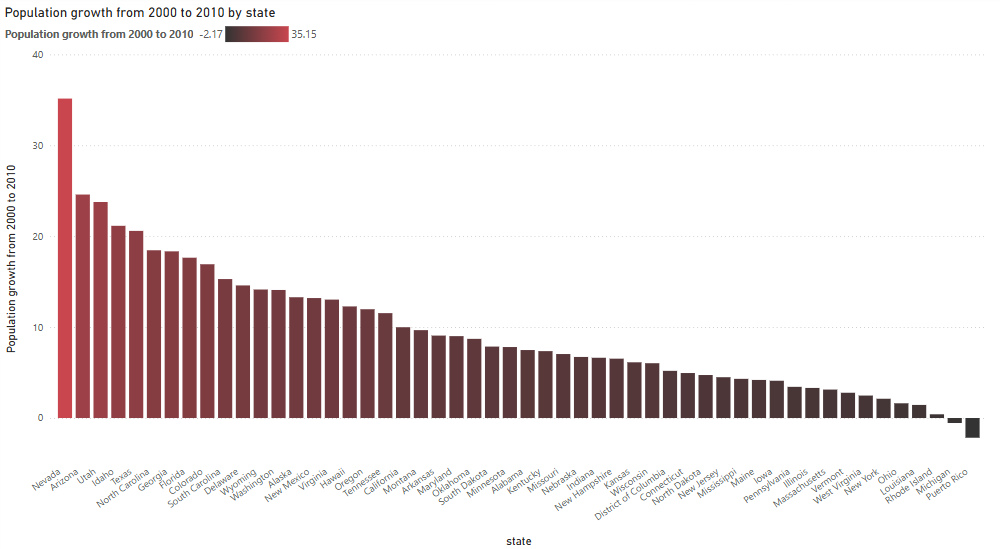 Population growth from 2000 to 2010 by state
Population growth from 2000 to 2010 -2.17 35.15
Population growth from 2000 to 2010
40
30
20
10
0
Nevada
Arizona
Utah
Idaho
Texas
North Carolina
Georgia
Florida
Colorado
South Carolina
Delaware
Wyoming
Washington
Alaska
New Mexico
Virginia
Hawaii
Oregon
Tennessee
California
Montana
Arkansas
Maryland
Oklahoma
South Dakota
Minnesota
Alabama
Kentucky
Missouri
Nebraska
Indiana
New Hampshire
Kansas
Wisconsin
District of Columbia
Connecticut
North Dakota
New Jersey
Mississippi
Maine
Iowa
Pennsylvania
Illinois
Massachusetts
Vermont
West Virginia
New York
Ohio
Louisiana
Rhode Island
Michigan
Puerto Rico
state